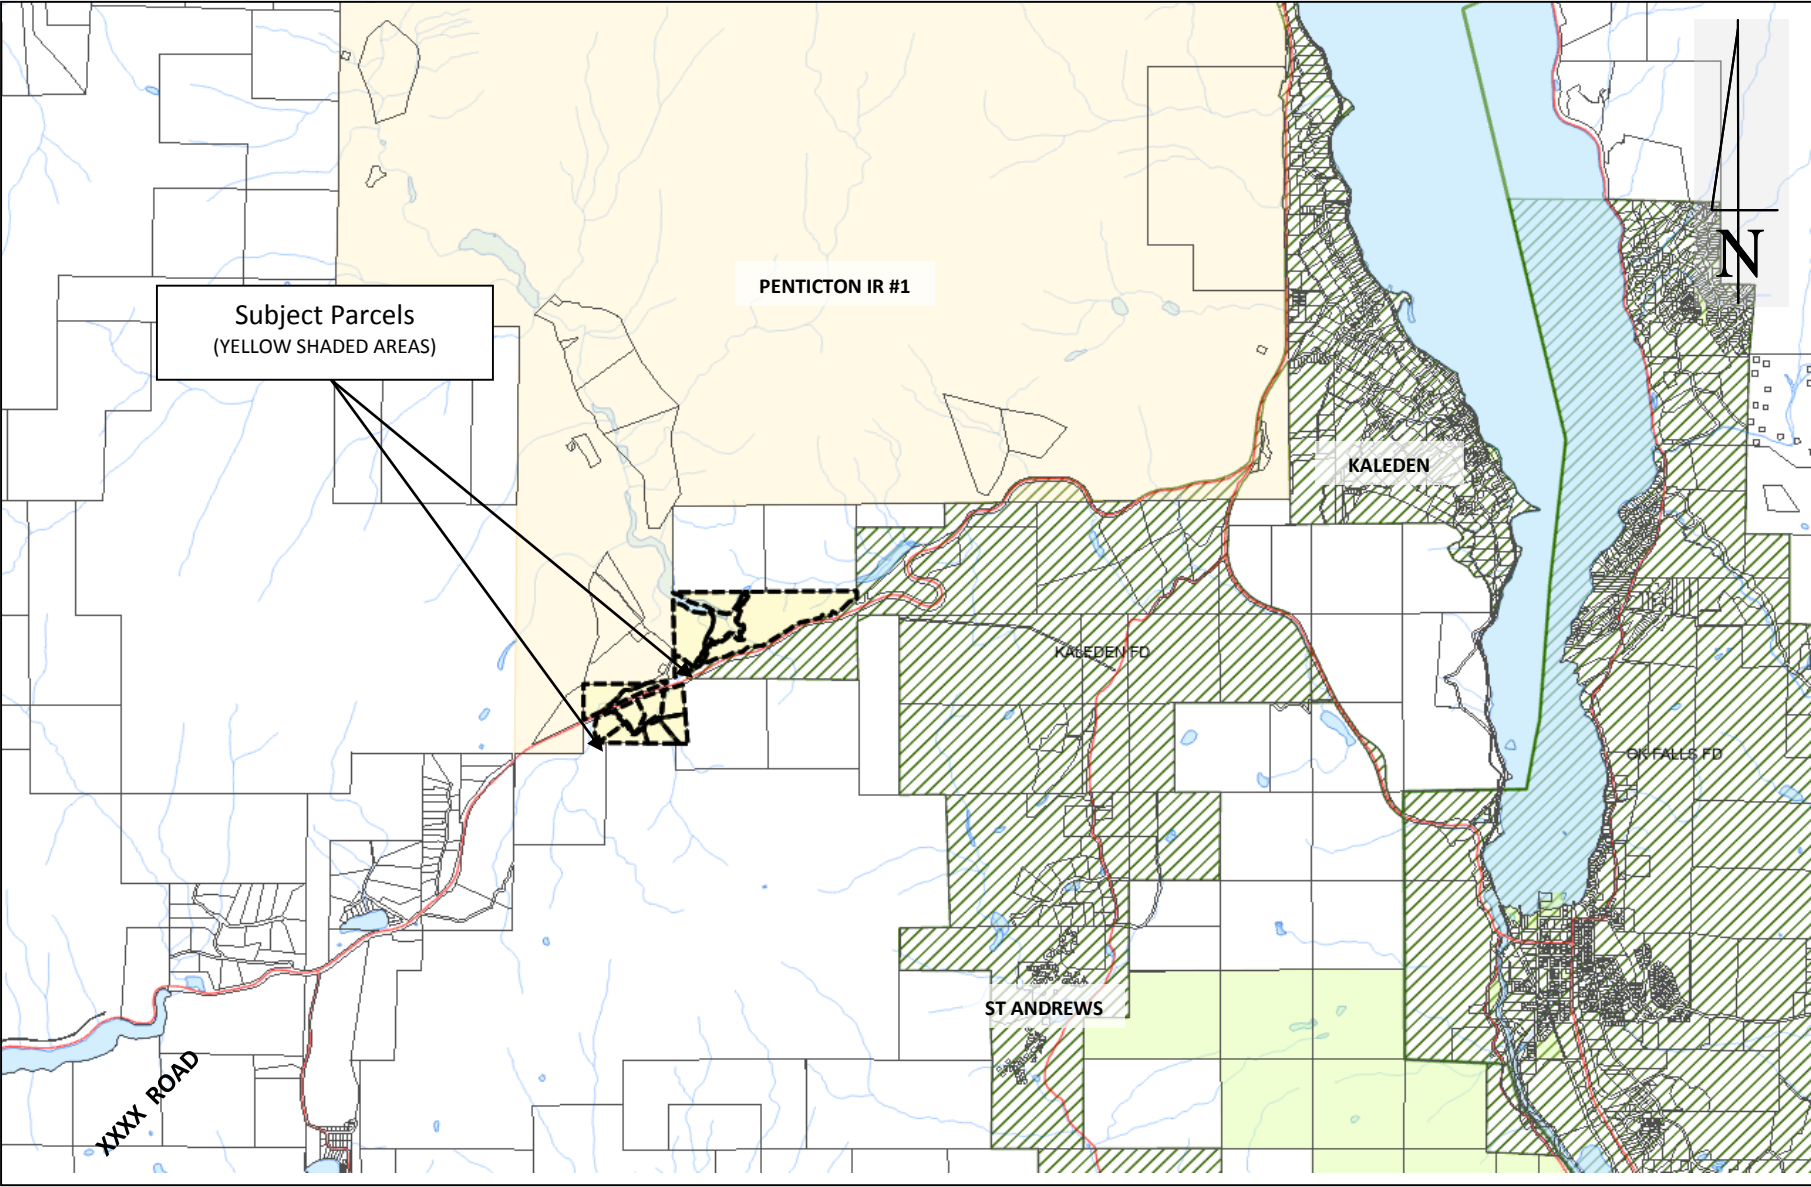 N
PENTICTON IR #1
Subject Parcels
(YELLOW SHADED AREAS)
KALEDEN
KALEDEN FD
OK FALLS FD
ST ANDREWS
XXXX ROAD